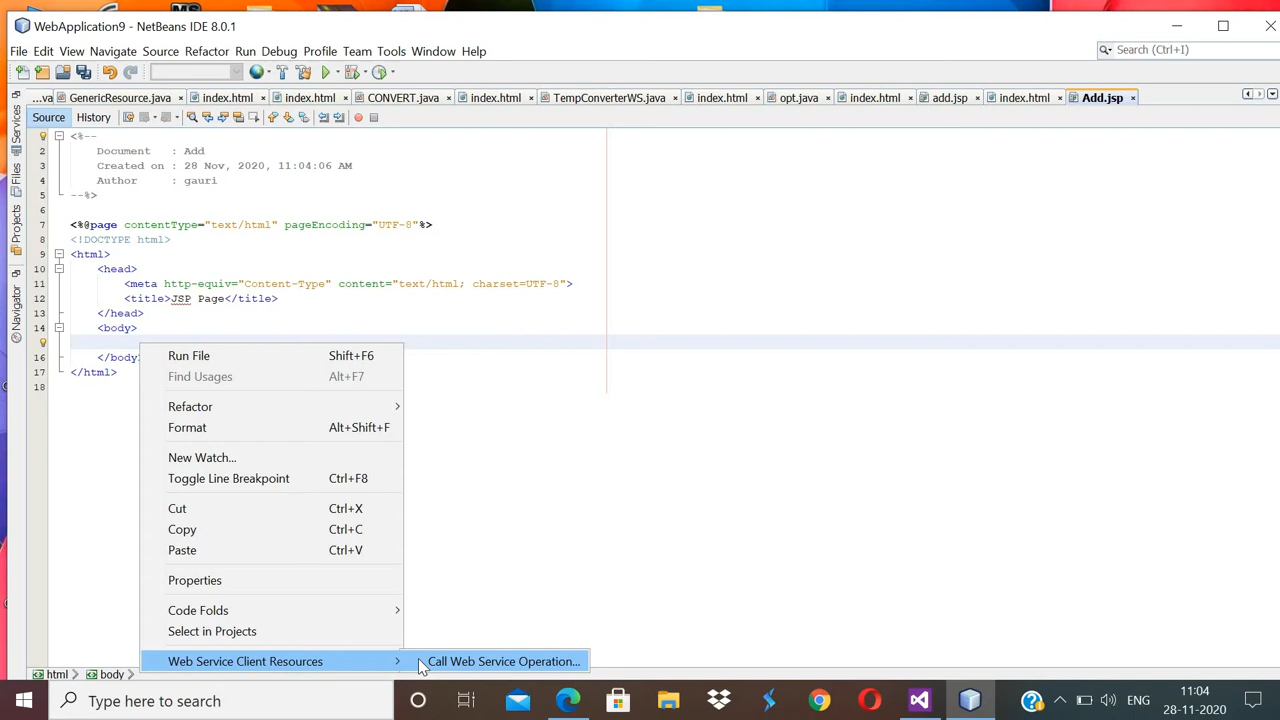 WebApplication9 - NetBeans IDE 8.0.1
File Edit View Navigate Source Refactor Run Debug Profile Team Tools Window Help
Search (Ctrl+I)
...va GenericResource.java index.html index.html CONVERT.java index.html TempConverterWS.java index.html opt.java index.html add.jsp index.html Add.jsp
Source History
Services
Files
Projects
Navigator
<%--
2 Document : Add
3 Created on : 28 Nov, 2020, 11:04:06 AM
4 Author : gauri
5 --%>
6
7 <%@page contentType="text/html" pageEncoding="UTF-8"%>
8 <!DOCTYPE html>
9 <html>
10 <head>
11 <meta http-equiv="Content-Type" content="text/html; charset=UTF-8">
12 <title>JSP Page</title>
13 </head>
14 <body>
16 </body
17 </html>
18
Run File Shift+F6
Find Usages Alt+F7
Refactor
Format Alt+Shift+F
New Watch...
Toggle Line Breakpoint Ctrl+F8
Cut Ctrl+X
Copy Ctrl+C
Paste Ctrl+V
Properties
Code Folds
Select in Projects
Web Service Client Resources
Call Web Service Operation...
html body
Type here to search
ENG
11:04
28-11-2020